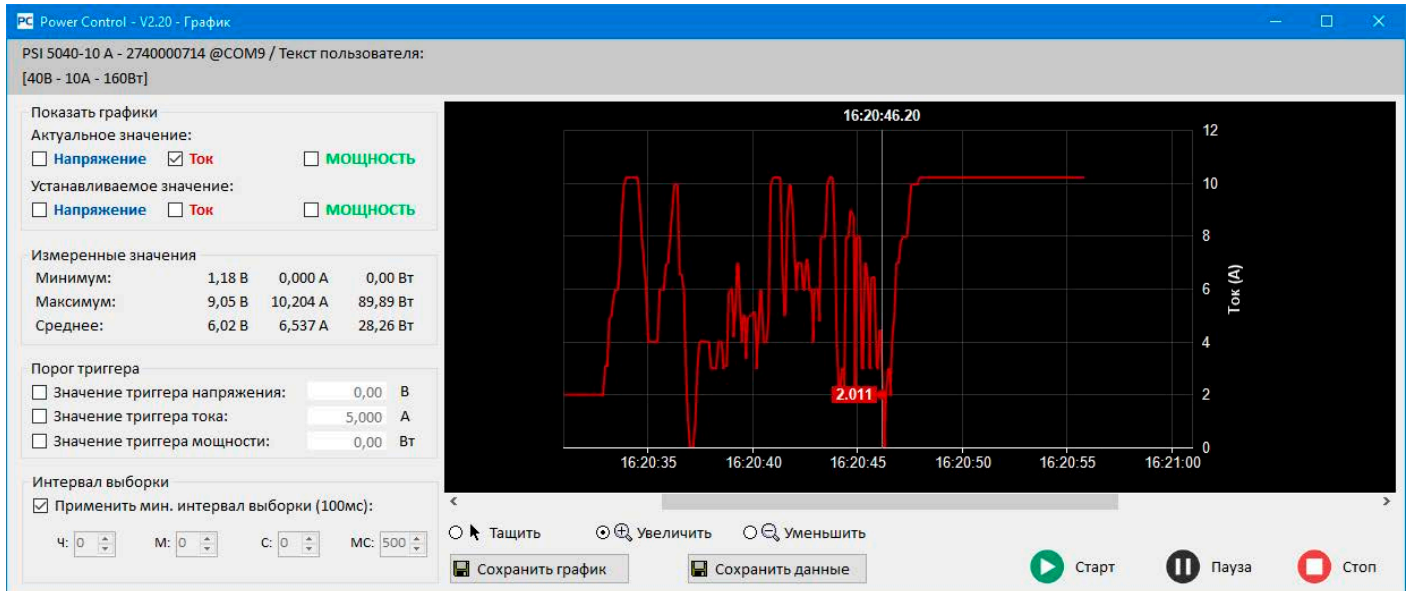 PC Power Control - V2.20 - График
PSI 5040-10 A - 2740000714 @COM9 / Текст пользователя:
[40В - 10А - 160Вт]
Показать графики
Актуальное значение:
Напряжение Ток МОЩНОСТЬ
Устанавливаемое значение:
Напряжение Ток МОЩНОСТЬ
Измеренные значения
Минимум: 1,18 В 0,000 А 0,00 Вт
Максимум: 9,05 В 10,204 А 89,89 Вт
Среднее: 6,02 В 6,537 А 28,26 Вт
Порог триггера
Значение триггера напряжения: 0,00 В
Значение триггера тока: 5,000 А
Значение триггера мощности: 0,00 Вт
Интервал выборки
Применить мин. интервал выборки (100мс):
Ч: 0 М: 0 С: 0 МС: 500
16:20:46.20
12
10
8
6
4
2
0
Ток (А)
2.011
16:20:35 16:20:40 16:20:45 16:20:50 16:20:55 16:21:00
Тащить Увеличить Уменьшить
Сохранить график Сохранить данные
Старт Пауза Стоп